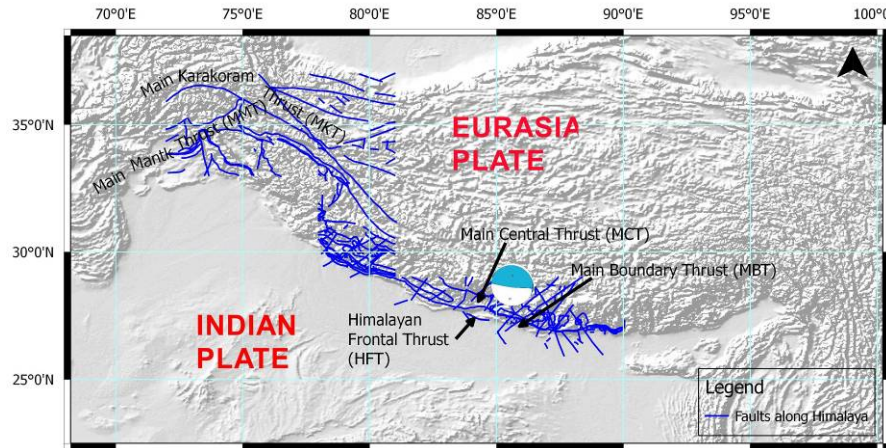 70°0'E 75°0'E 80°0'E 85°0'E 90°0'E 95°0'E 100°0'E
Main Karakoram
Thrust (MKT)
Main Mantle Thrust (MMT)
35°0'N
EURASIA
PLATE
30°0'N
Main Central Thrust (MCT)
Main Boundary Thrust (MBT)
INDIAN
PLATE
Himalayan
Frontal Thrust
(HFT)
25°0'N
Legend
Faults along Himalaya